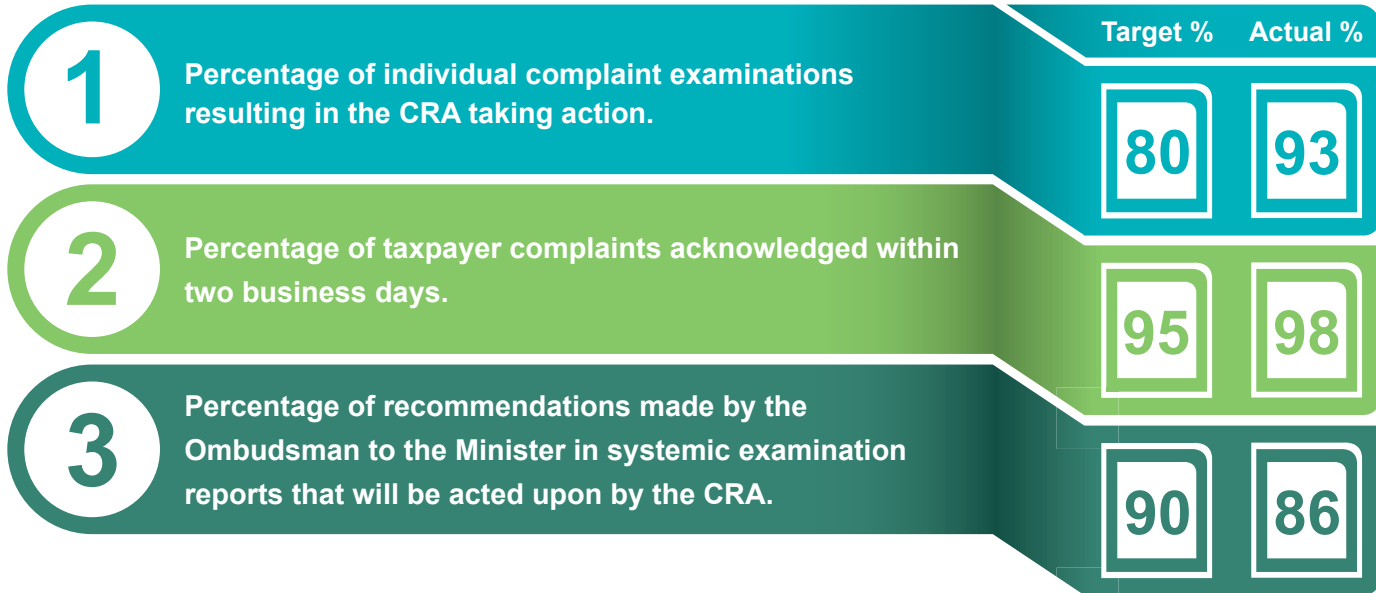 Target % Actual %
1
Percentage of individual complaint examinations
resulting in the CRA taking action.
80 93
2
Percentage of taxpayer complaints acknowledged within
two business days.
95 98
3
Percentage of recommendations made by the
Ombudsman to the Minister in systemic examination
reports that will be acted upon by the CRA.
90 86